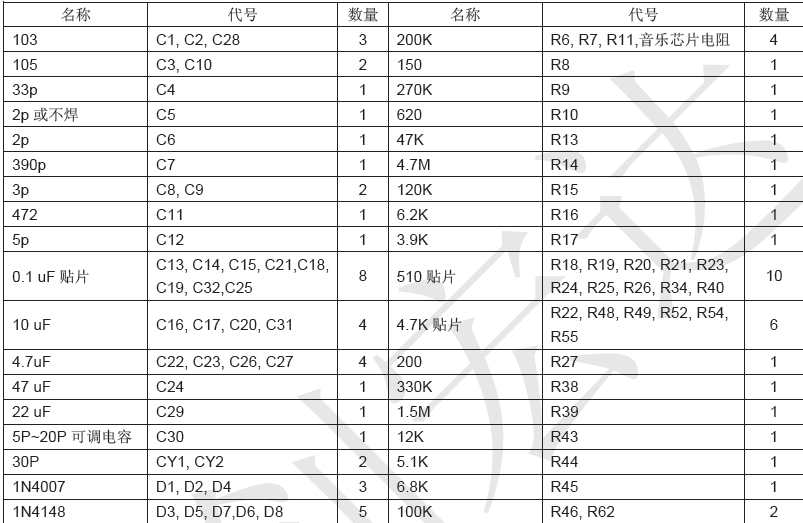 名称 代号 数量 名称 代号 数量
103 C1, C2, C28 3 200K R6, R7, R11,音乐芯片电阻 4
105 C3, C10 2 150 R8 1
33p C4 1 270K R9 1
2p 或不焊 C5 1 620 R10 1
2p C6 1 47K R13 1
390p C7 1 4.7M R14 1
3p C8, C9 2 120K R15 1
472 C11 1 6.2K R16 1
5p C12 1 3.9K R17 1
0.1 uF 贴片 C13, C14, C15, C21,C18, 8 510 贴片 R18, R19, R20, R21, R23, 10
C19, C32,C25 R24, R25, R26, R34, R40
10 uF C16, C17, C20, C31 4 4.7K 贴片 R22, R48, R49, R52, R54, 6
R55
4.7uF C22, C23, C26, C27 4 200 R27 1
47 uF C24 1 330K R38 1
22 uF C29 1 1.5M R39 1
5P~20P 可调电容 C30 1 12K R43 1
30P CY1, CY2 2 5.1K R44 1
1N4007 D1, D2, D4 3 6.8K R45 1
1N4148 D3, D5, D7,D6, D8 5 100K R46, R62 2
宏达